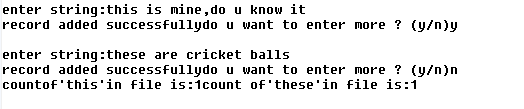 enter string:this is mine,do u know it
record added successfullydo u want to enter more ? (y/n)y
enter string:these are cricket balls
record added successfullydo u want to enter more ? (y/n)n
countof'this'in file is:1count of'these'in file is:1